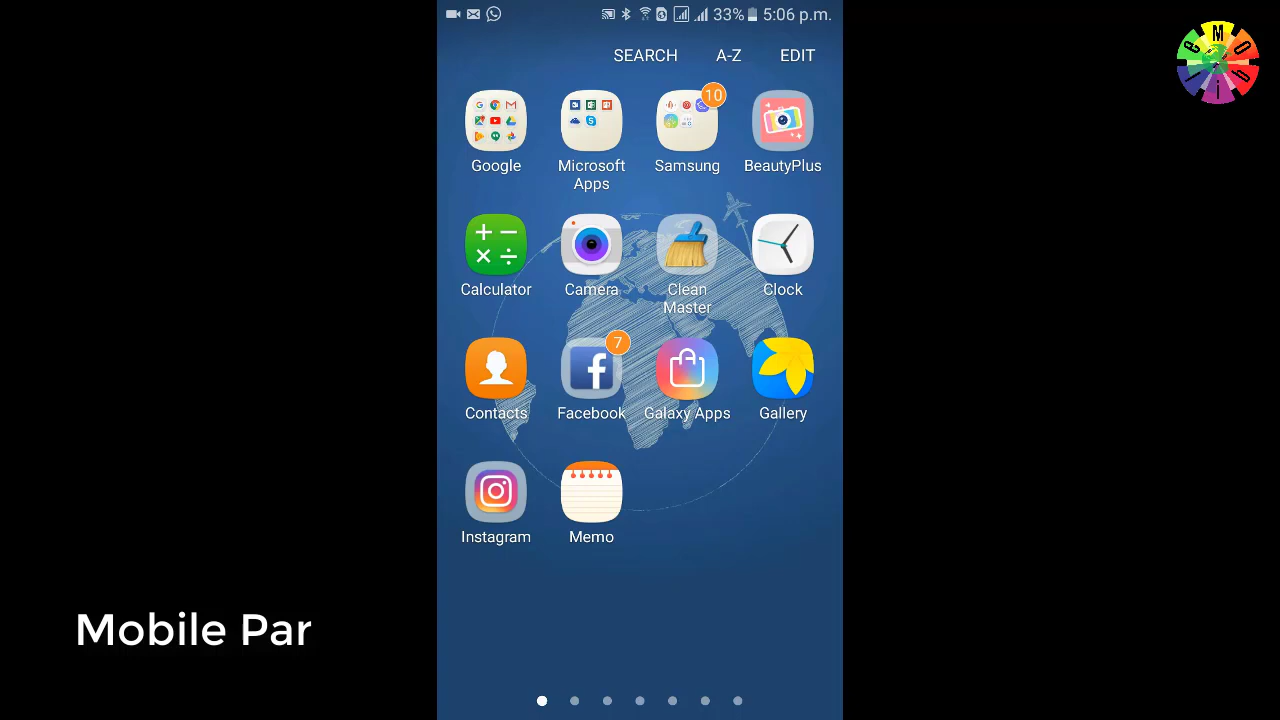 33% 5:06 p.m.
SEARCH A-Z EDIT
10
Google Microsoft Apps Samsung BeautyPlus
Calculator Camera Clean Master Clock
7
Contacts Facebook Galaxy Apps Gallery
Instagram Memo
Mobile Par
eMobi